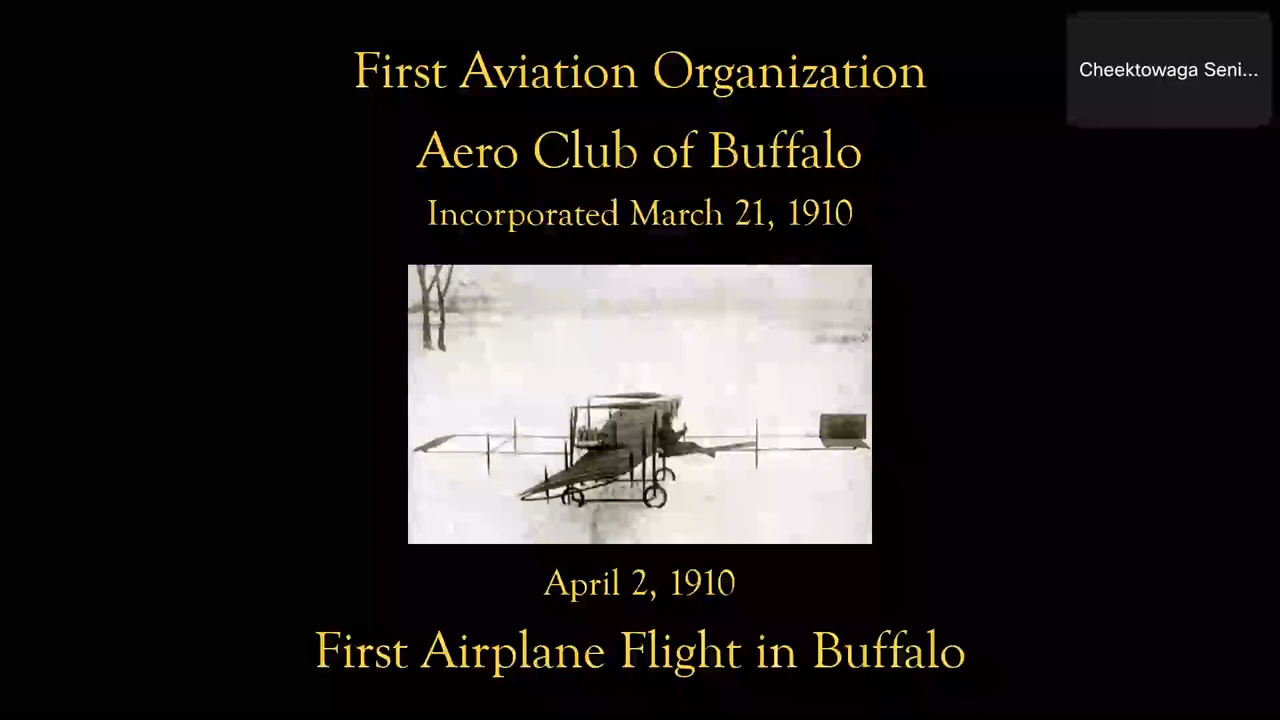 First Aviation Organization
Aero Club of Buffalo
Incorporated March 21, 1910
April 2, 1910
First Airplane Flight in Buffalo
Cheektowaga Seni...